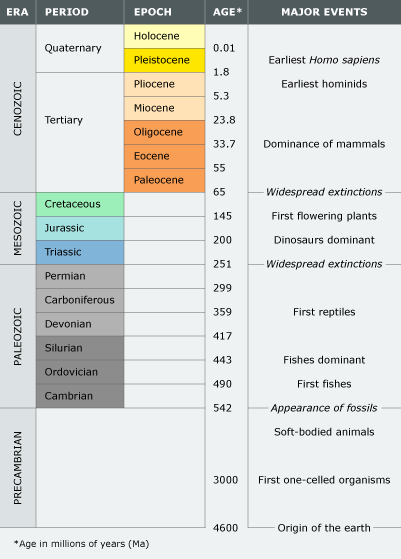 ERA PERIOD EPOCH AGE* MAJOR EVENTS
CENOZOIC
Quaternary
Holocene
0.01
Pleistocene Earliest Homo sapiens
1.8
Tertiary
Pliocene Earliest hominids
5.3
Miocene
23.8
Oligocene
33.7 Dominance of mammals
Eocene
55
Paleocene
65 Widespread extinctions
MESOZOIC
Cretaceous
145 First flowering plants
Jurassic
200 Dinosaurs dominant
Triassic
251 Widespread extinctions
PALEOZOIC
Permian
299
Carboniferous
359 First reptiles
Devonian
417
Silurian
443 Fishes dominant
Ordovician
490 First fishes
Cambrian
542 Appearance of fossils
PRECAMBRIAN
Soft-bodied animals
3000 First one-celled organisms
4600 Origin of the earth
*Age in millions of years (Ma)